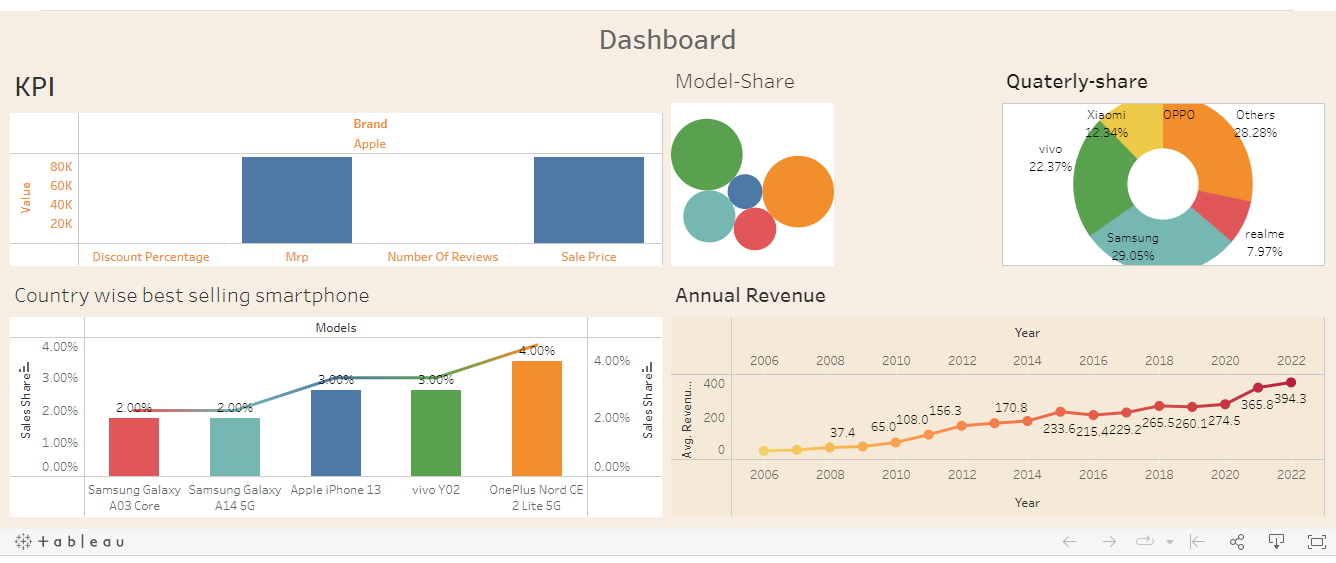 Dashboard
KPI
Brand
Apple
Value
80K
60K
40K
20K
Discount Percentage
Mrp
Number Of Reviews
Sale Price
Model-Share
Quaterly-share
Xiaomi
12.34%
OPPO
Others
28.28%
vivo
22.37%
Samsung
29.05%
realme
7.97%
Country wise best selling smartphone
Models
Sales Share
4.00%
3.00%
2.00%
1.00%
0.00%
2.00%
2.00%
3.00%
3.00%
4.00%
4.00%
2.00%
0.00%
Sales Share
Samsung Galaxy
A03 Core
Samsung Galaxy
A14 5G
Apple iPhone 13
vivo Y02
OnePlus Nord CE
2 Lite 5G
Annual Revenue
Year
2006 2008 2010 2012 2014 2016 2018 2020 2022
Avg. Revenu...
400
200
0
37.4
65.0
108.0
156.3
170.8
233.6
215.4
229.2
265.5
260.1
274.5
365.8
394.3
2006 2008 2010 2012 2014 2016 2018 2020 2022
Year
+ a b | e a u